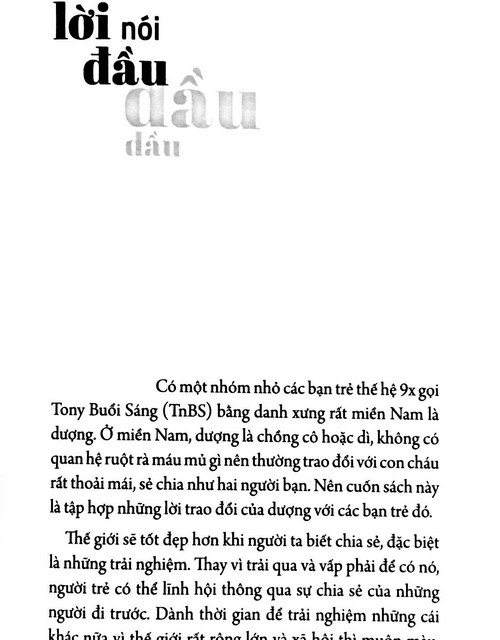 lời nói
đầu
dầu
dầu
Có một nhóm nhỏ các bạn trẻ thế hệ 9x gọi
Tony Buổi Sáng (TnBS) bằng danh xưng rất miền Nam là
dượng. Ở miền Nam, dượng là chồng cô hoặc dì, không có
quan hệ ruột rà máu mủ gì nên thường trao đổi với con cháu
rất thoải mái, sẻ chia như hai người bạn. Nên cuốn sách này
là tập hợp những lời trao đổi của dượng với các bạn trẻ đó.
Thế giới sẽ tốt đẹp hơn khi người ta biết chia sẻ, đặc biệt
là những trải nghiệm. Thay vì trải qua và vấp phải để có nó,
người trẻ có thể lĩnh hội thông qua sự chia sẻ của những
người đi trước. Dành thời gian để trải nghiệm những cái
khác nữa vì thế giới rất rộng lớn và xã hội thì muôn màu